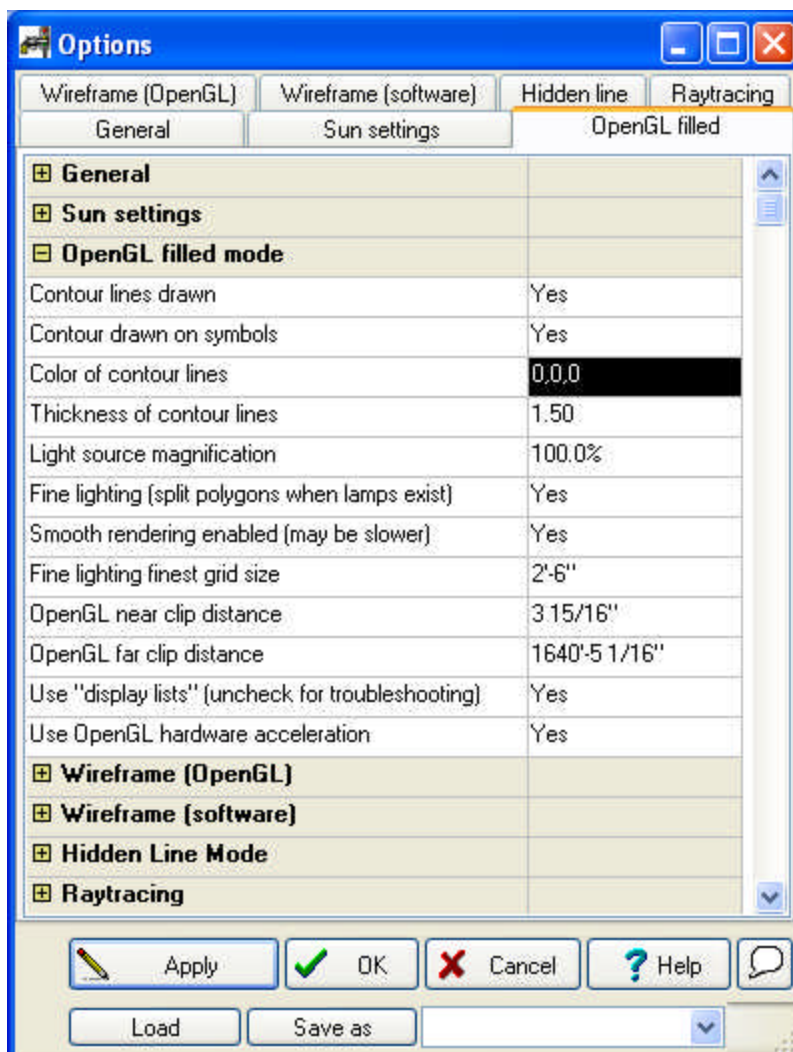 Options
Wireframe (OpenGL) Wireframe (software) Hidden line Raytracing
General Sun settings OpenGL filled
General
Sun settings
OpenGL filled mode
Contour lines drawn Yes
Contour drawn on symbols Yes
Color of contour lines 0,0,0
Thickness of contour lines 1.50
Light source magnification 100.0%
Fine lighting (split polygons when lamps exist) Yes
Smooth rendering enabled (may be slower) Yes
Fine lighting finest grid size 2'-6"
OpenGL near clip distance 3 15/16"
OpenGL far clip distance 1640'-5 1/16"
Use "display lists" (uncheck for troubleshooting) Yes
Use OpenGL hardware acceleration Yes
Wireframe (OpenGL)
Wireframe (software)
Hidden Line Mode
Raytracing
Apply OK Cancel ? Help
Load Save as